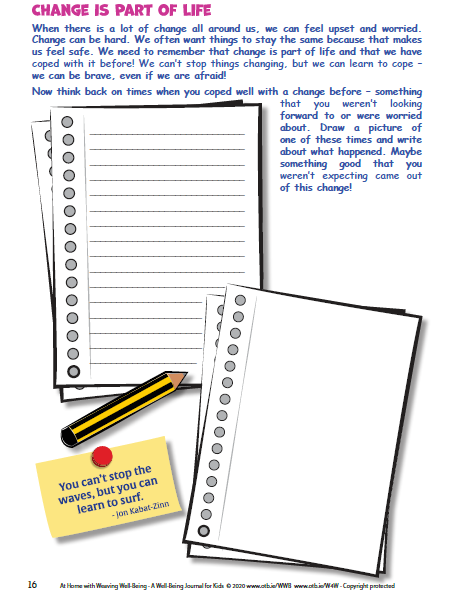 CHANGE IS PART OF LIFE
When there is a lot of change all around us, we can feel upset and worried.
Change can be hard. We often want things to stay the same because that makes
us feel safe. We need to remember that change is part of life and that we have
coped with it before! We can't stop things changing, but we can learn to cope –
we can be brave, even if we are afraid!
Now think back on times when you coped well with a change before – something
that you weren't looking
forward to or were worried
about. Draw a picture of
one of these times and write
about what happened. Maybe
something good that you
weren't expecting came out
of this change!
You can't stop the
waves, but you can
learn to surf.
- Jon Kabat-Zinn
16
At Home with Weaving Well-Being - A Well-Being Journal for Kids © 2020 www.otb.ie/WWB www.otb.ie/W4W - Copyright protected